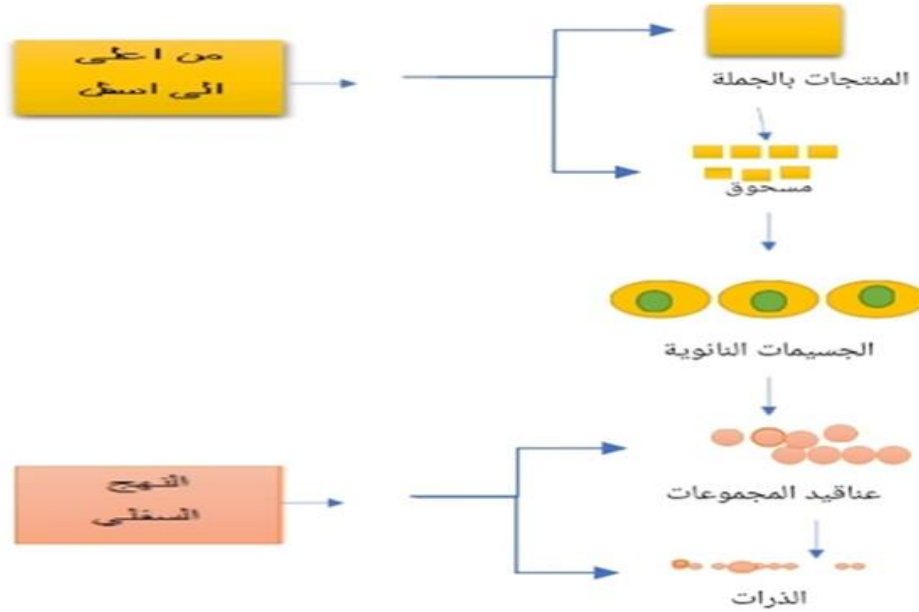 من اعلى
الى اسفل
المنتجات بالجملة
مسحوق
الجسيمات النانوية
النهج
السفلي
عناقيد المجموعات
الذرات